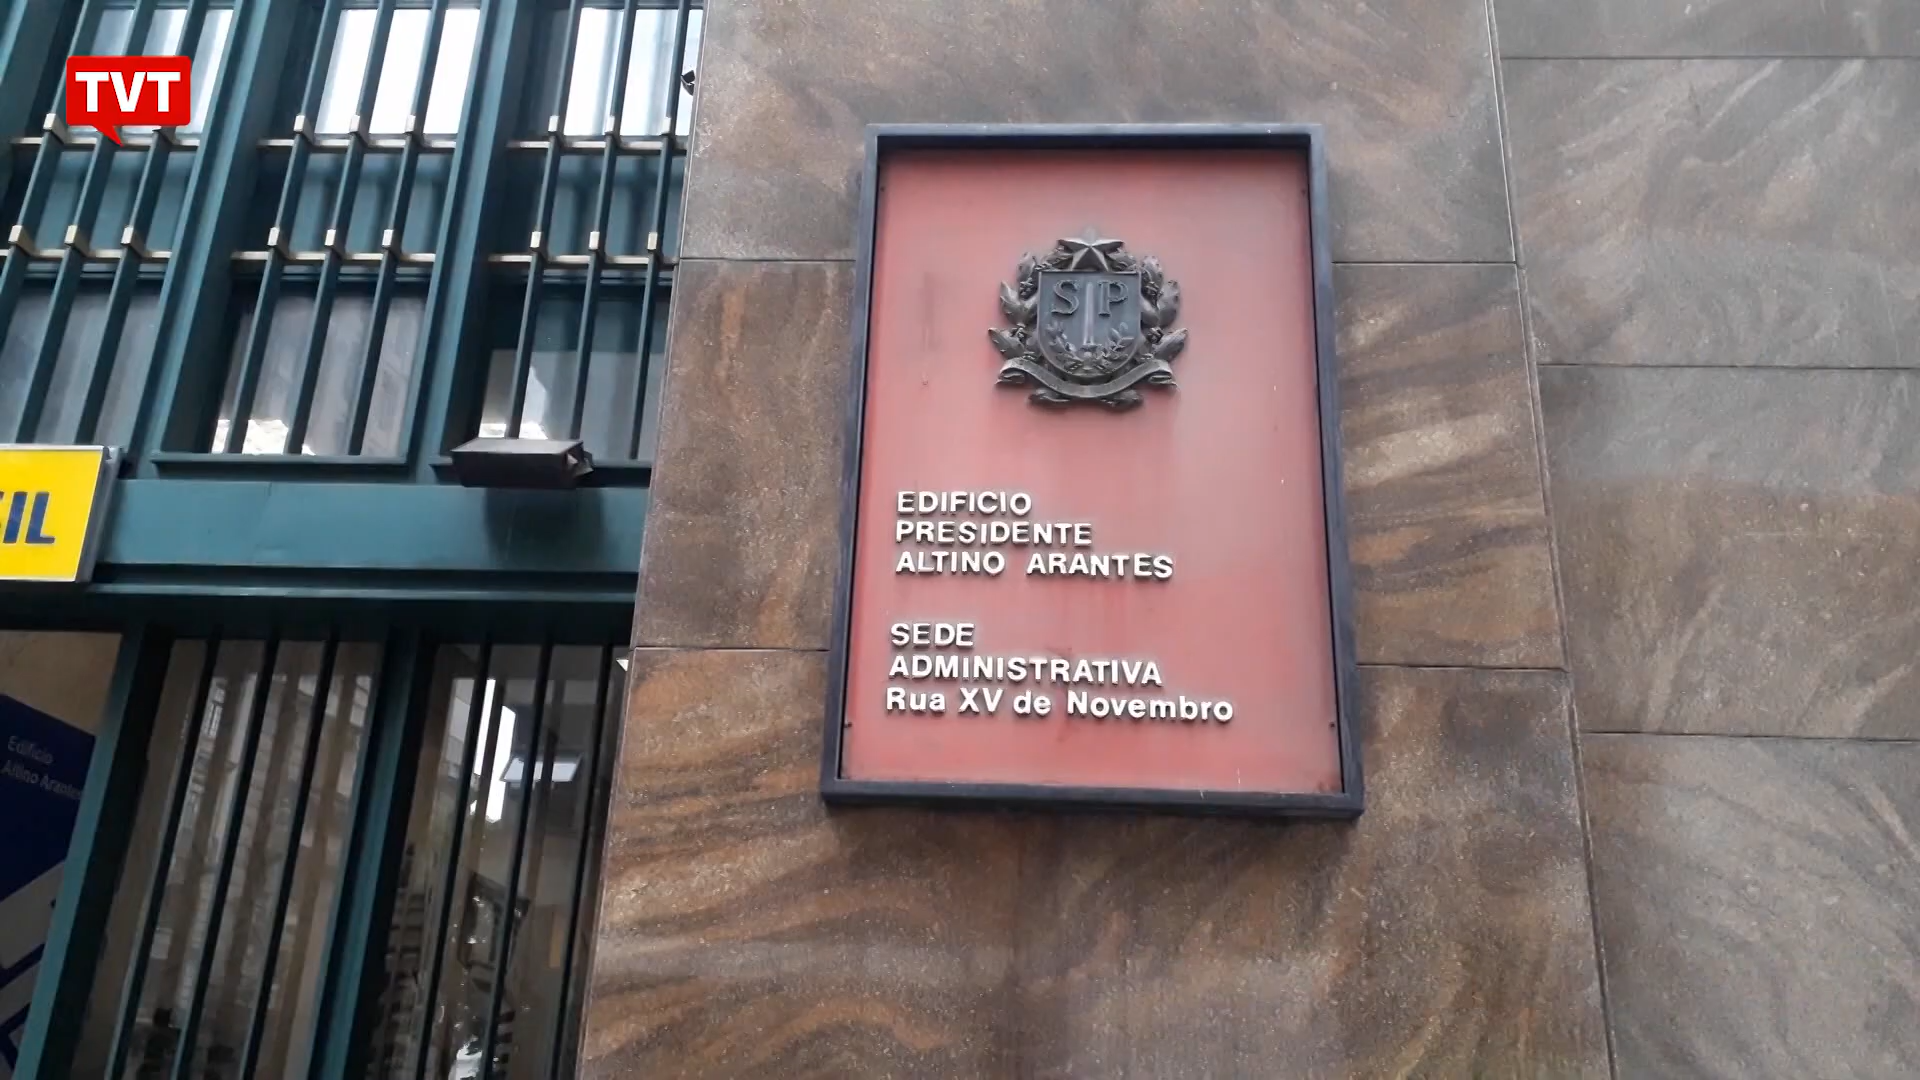 TVT
SP
EDIFICIO
PRESIDENTE
ALTINO ARANTES
SEDE
ADMINISTRATIVA
Rua XV de Novembro
IL
Edifício
Altino Arantes